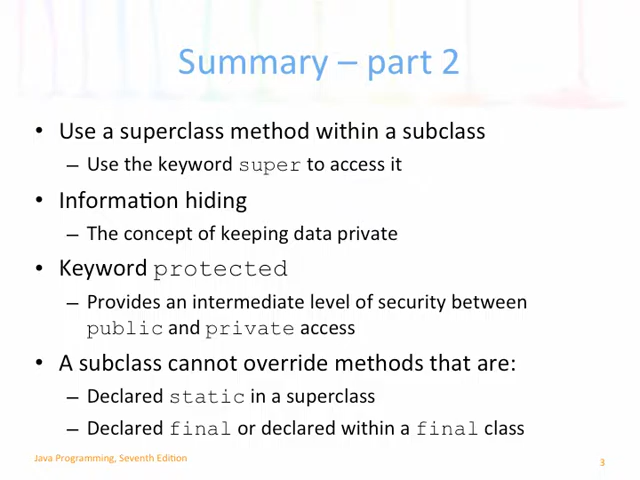 Summary – part 2
• Use a superclass method within a subclass
– Use the keyword super to access it
• Information hiding
– The concept of keeping data private
• Keyword protected
– Provides an intermediate level of security between
public and private access
• A subclass cannot override methods that are:
– Declared static in a superclass
– Declared final or declared within a final class
Java Programming, Seventh Edition
3